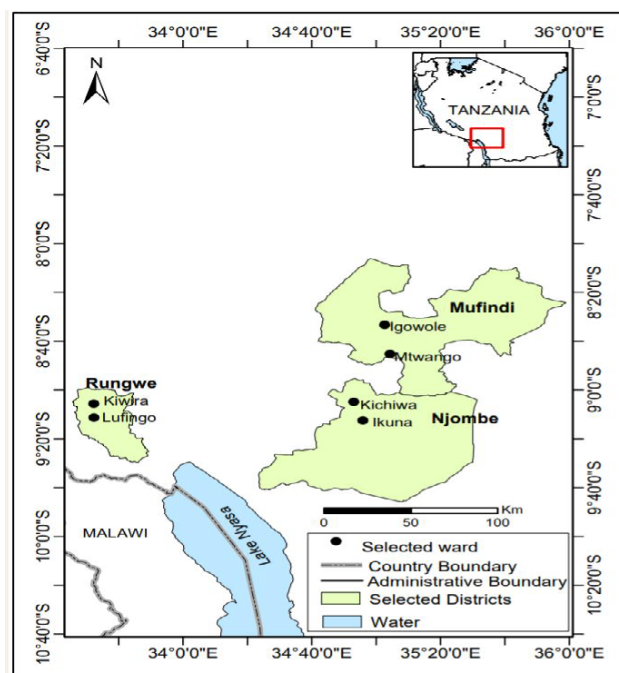 34°0'0"E
34°40'0"E
35°20'0"E
36°0'0"E
6°40'0"S
7°20'0"S
8°0'0"S
8°40'0"S
9°20'0"S
10°0'0"S
10°40'0"S
N
TANZANIA
7°0'0"S
7°40'0"S
8°20'0"S
9°0'0"S
9°40'0"S
10°20'0"S
Mufindi
Igowole
Mtwango
Rungwe
Kiwira
Lufingo
Kichiwa
Ikuna
Njombe
MALAWI
Lake Nyasa
Km
0 50 100
Selected ward
Country Boundary
Administrative Boundary
Selected Districts
Water
34°0'0"E
34°40'0"E
35°20'0"E
36°0'0"E